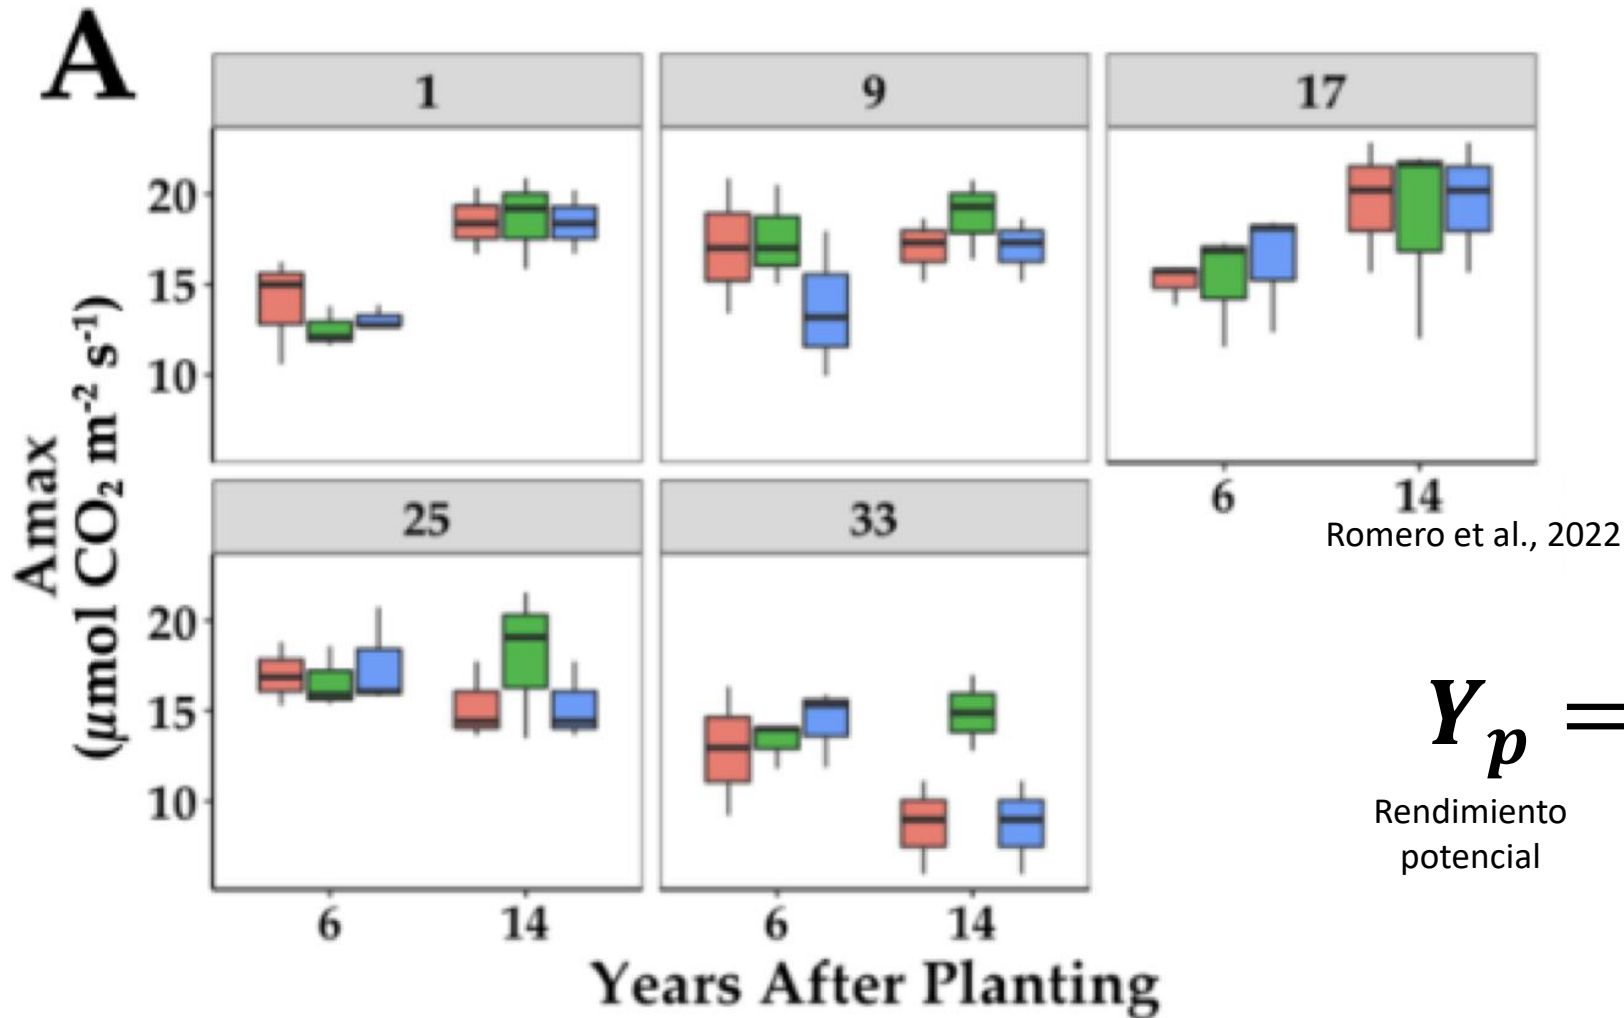 A
1
9
17
20
15
10
6
14
Romero et al., 2022
25
33
20
15
10
6
14
6
14
Amax
(μmol CO₂ m⁻² s⁻¹)
Years After Planting
Yₚ =
Rendimiento
potencial